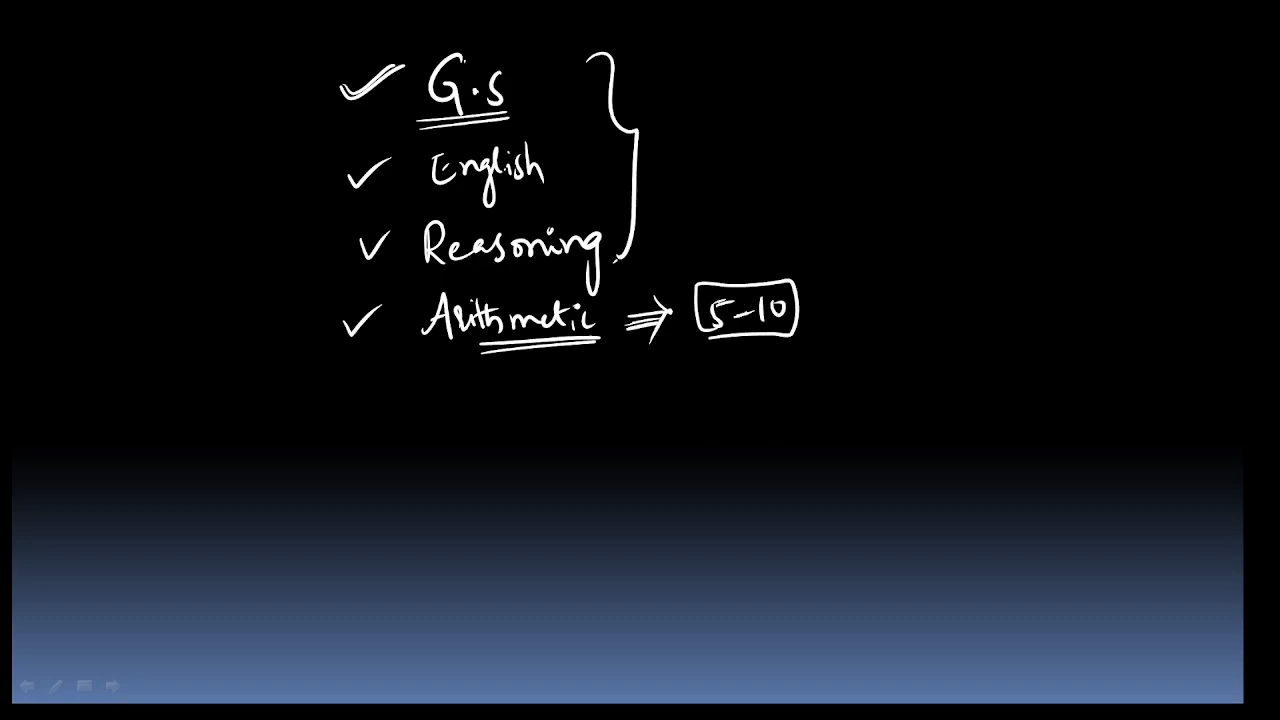 ✓ G.S
✓ English
✓ Reasoning
✓ Arithmetic ⇒ 5-10